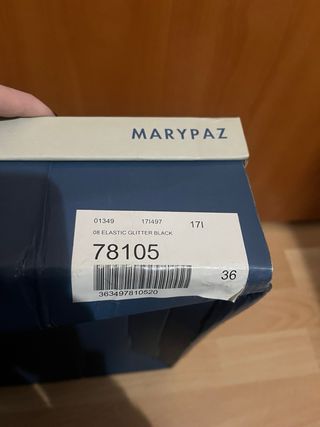 MARYPAZ
01349 17I497 17I
08 ELASTIC GLITTER BLACK
78105
36
363497810520